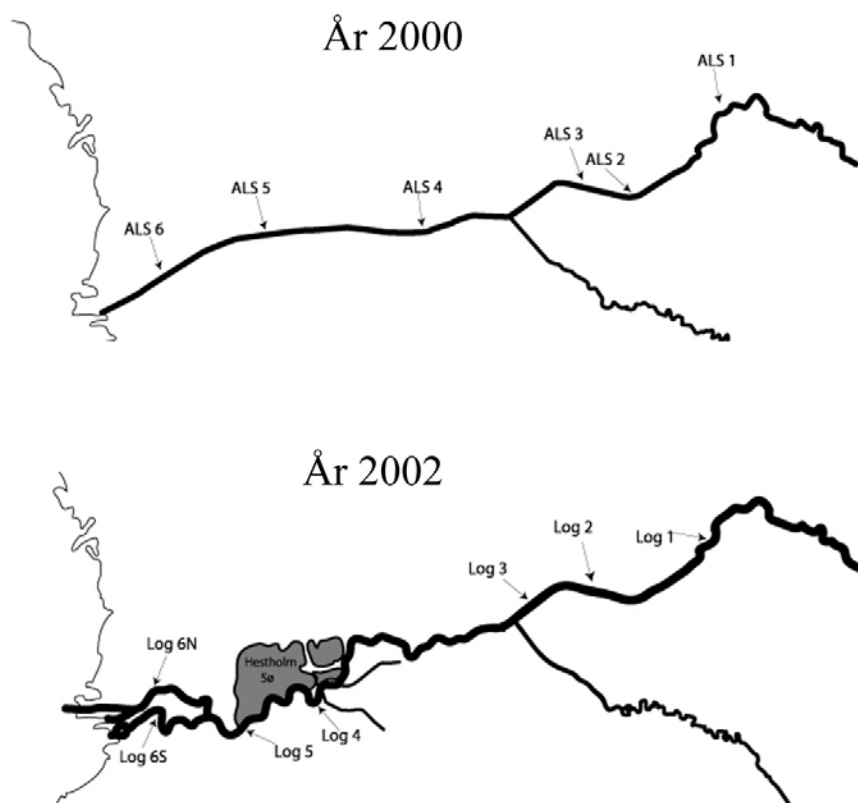 År 2000
ALS 1
ALS 3
ALS 2
ALS 5
ALS 4
ALS 6
År 2002
Log 2
Log 1
Log 3
Log 6N
Hestholm
Sø
Log 4
Log 5
Log 6S